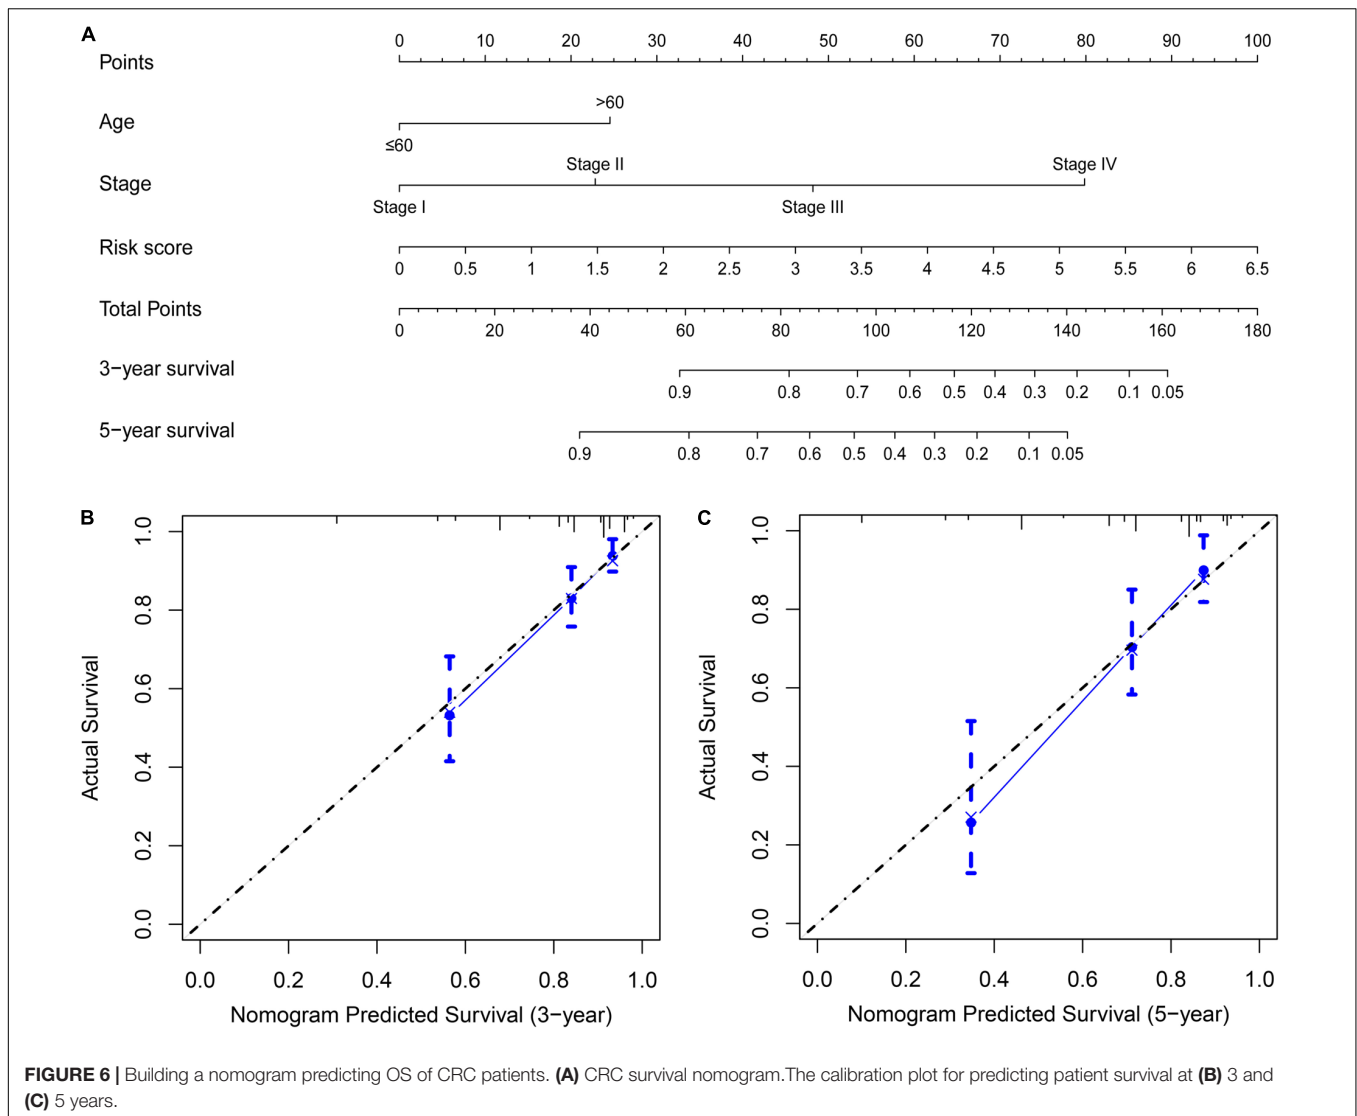 A
0 10 20 30 40 50 60 70 80 90 100
Points
>60
Age
≤60
Stage II Stage IV
Stage
Stage I Stage III
Risk score
0 0.5 1 1.5 2 2.5 3 3.5 4 4.5 5 5.5 6 6.5
Total Points
0 20 40 60 80 100 120 140 160 180
3−year survival
0.9 0.8 0.7 0.6 0.5 0.4 0.3 0.2 0.1 0.05
5−year survival
0.9 0.8 0.7 0.6 0.5 0.4 0.3 0.2 0.1 0.05
B
Actual Survival
1.0
0.8
0.6
0.4
0.2
0.0
0.0 0.2 0.4 0.6 0.8 1.0
Nomogram Predicted Survival (3−year)
C
Actual Survival
1.0
0.8
0.6
0.4
0.2
0.0
0.0 0.2 0.4 0.6 0.8 1.0
Nomogram Predicted Survival (5−year)
FIGURE 6 | Building a nomogram predicting OS of CRC patients. (A) CRC survival nomogram.The calibration plot for predicting patient survival at (B) 3 and
(C) 5 years.